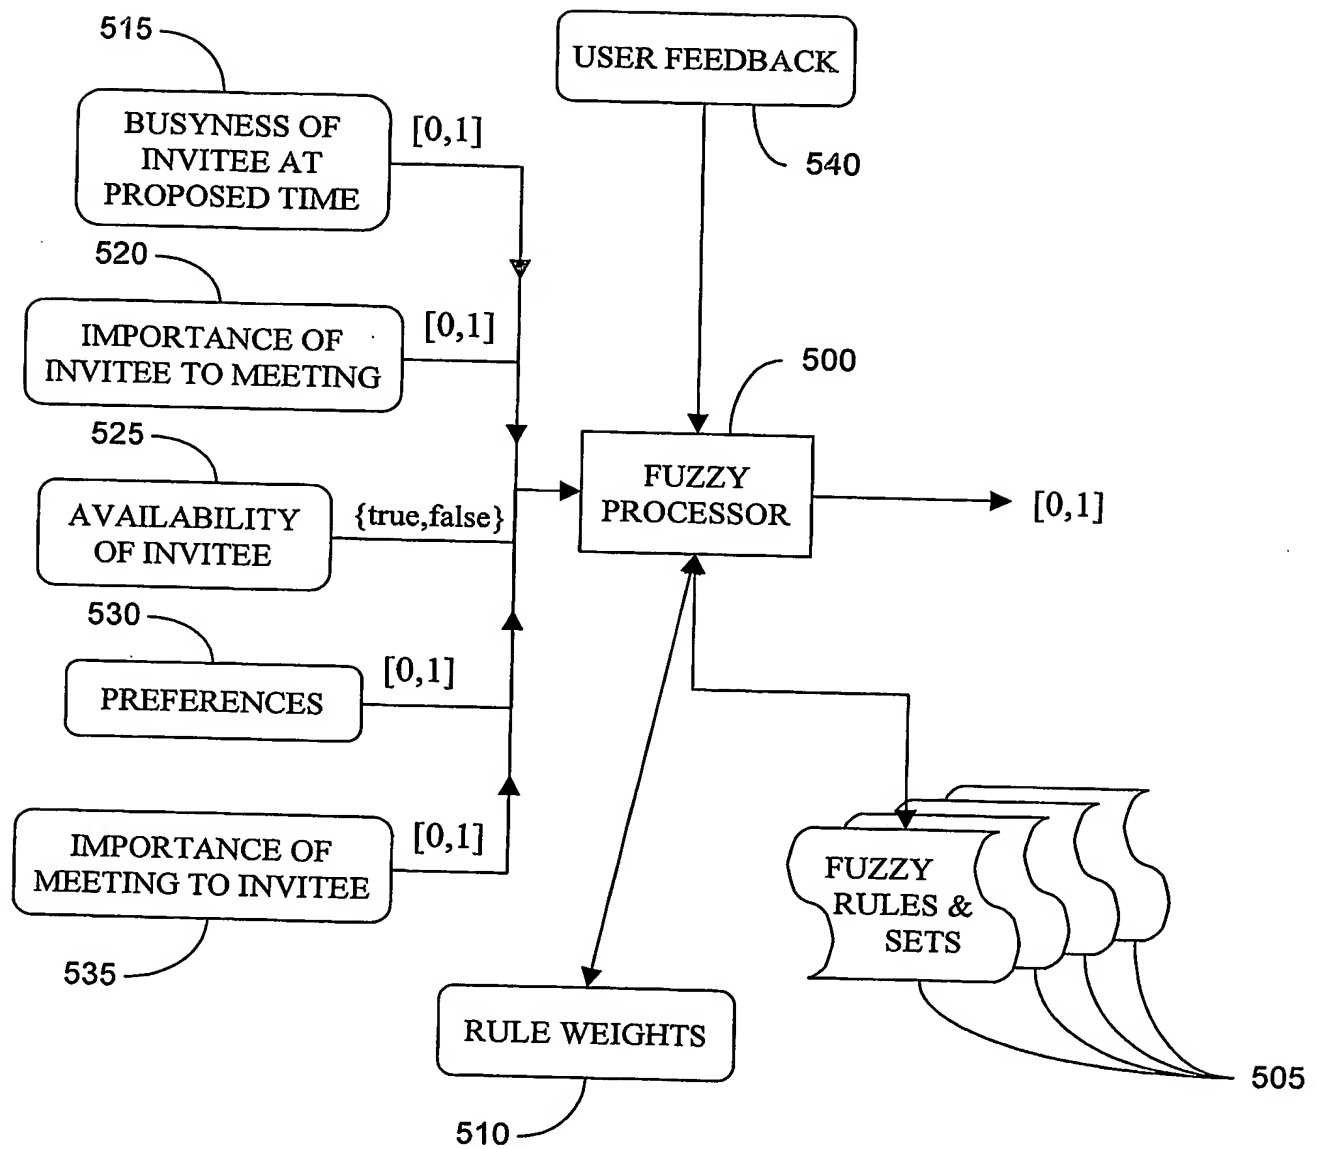 515
BUSYNESS OF
INVITEE AT
PROPOSED TIME
[0,1]
USER FEEDBACK
540
520
IMPORTANCE OF
INVITEE TO MEETING
[0,1]
500
525
AVAILABILITY
OF INVITEE
{true,false}
FUZZY
PROCESSOR
[0,1]
530
PREFERENCES
[0,1]
IMPORTANCE OF
MEETING TO INVITEE
[0,1]
535
FUZZY
RULES &
SETS
505
RULE WEIGHTS
510